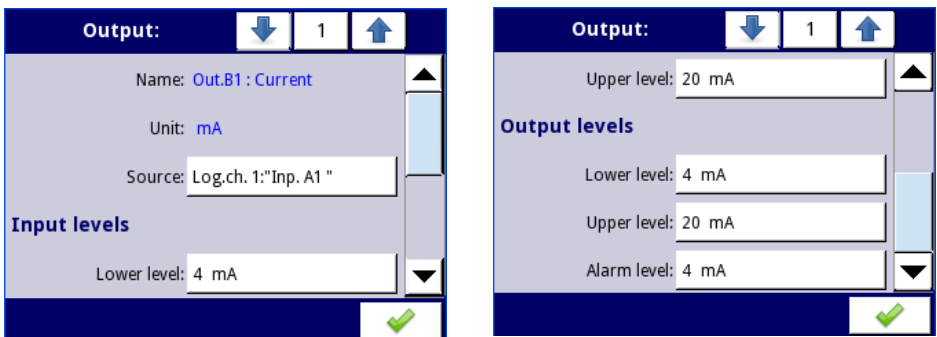 Output: 1
Name: Out.B1 : Current
Unit: mA
Source: Log.ch. 1:"Inp. A1 "
Input levels
Lower level: 4 mA
Output: 1
Upper level: 20 mA
Output levels
Lower level: 4 mA
Upper level: 20 mA
Alarm level: 4 mA